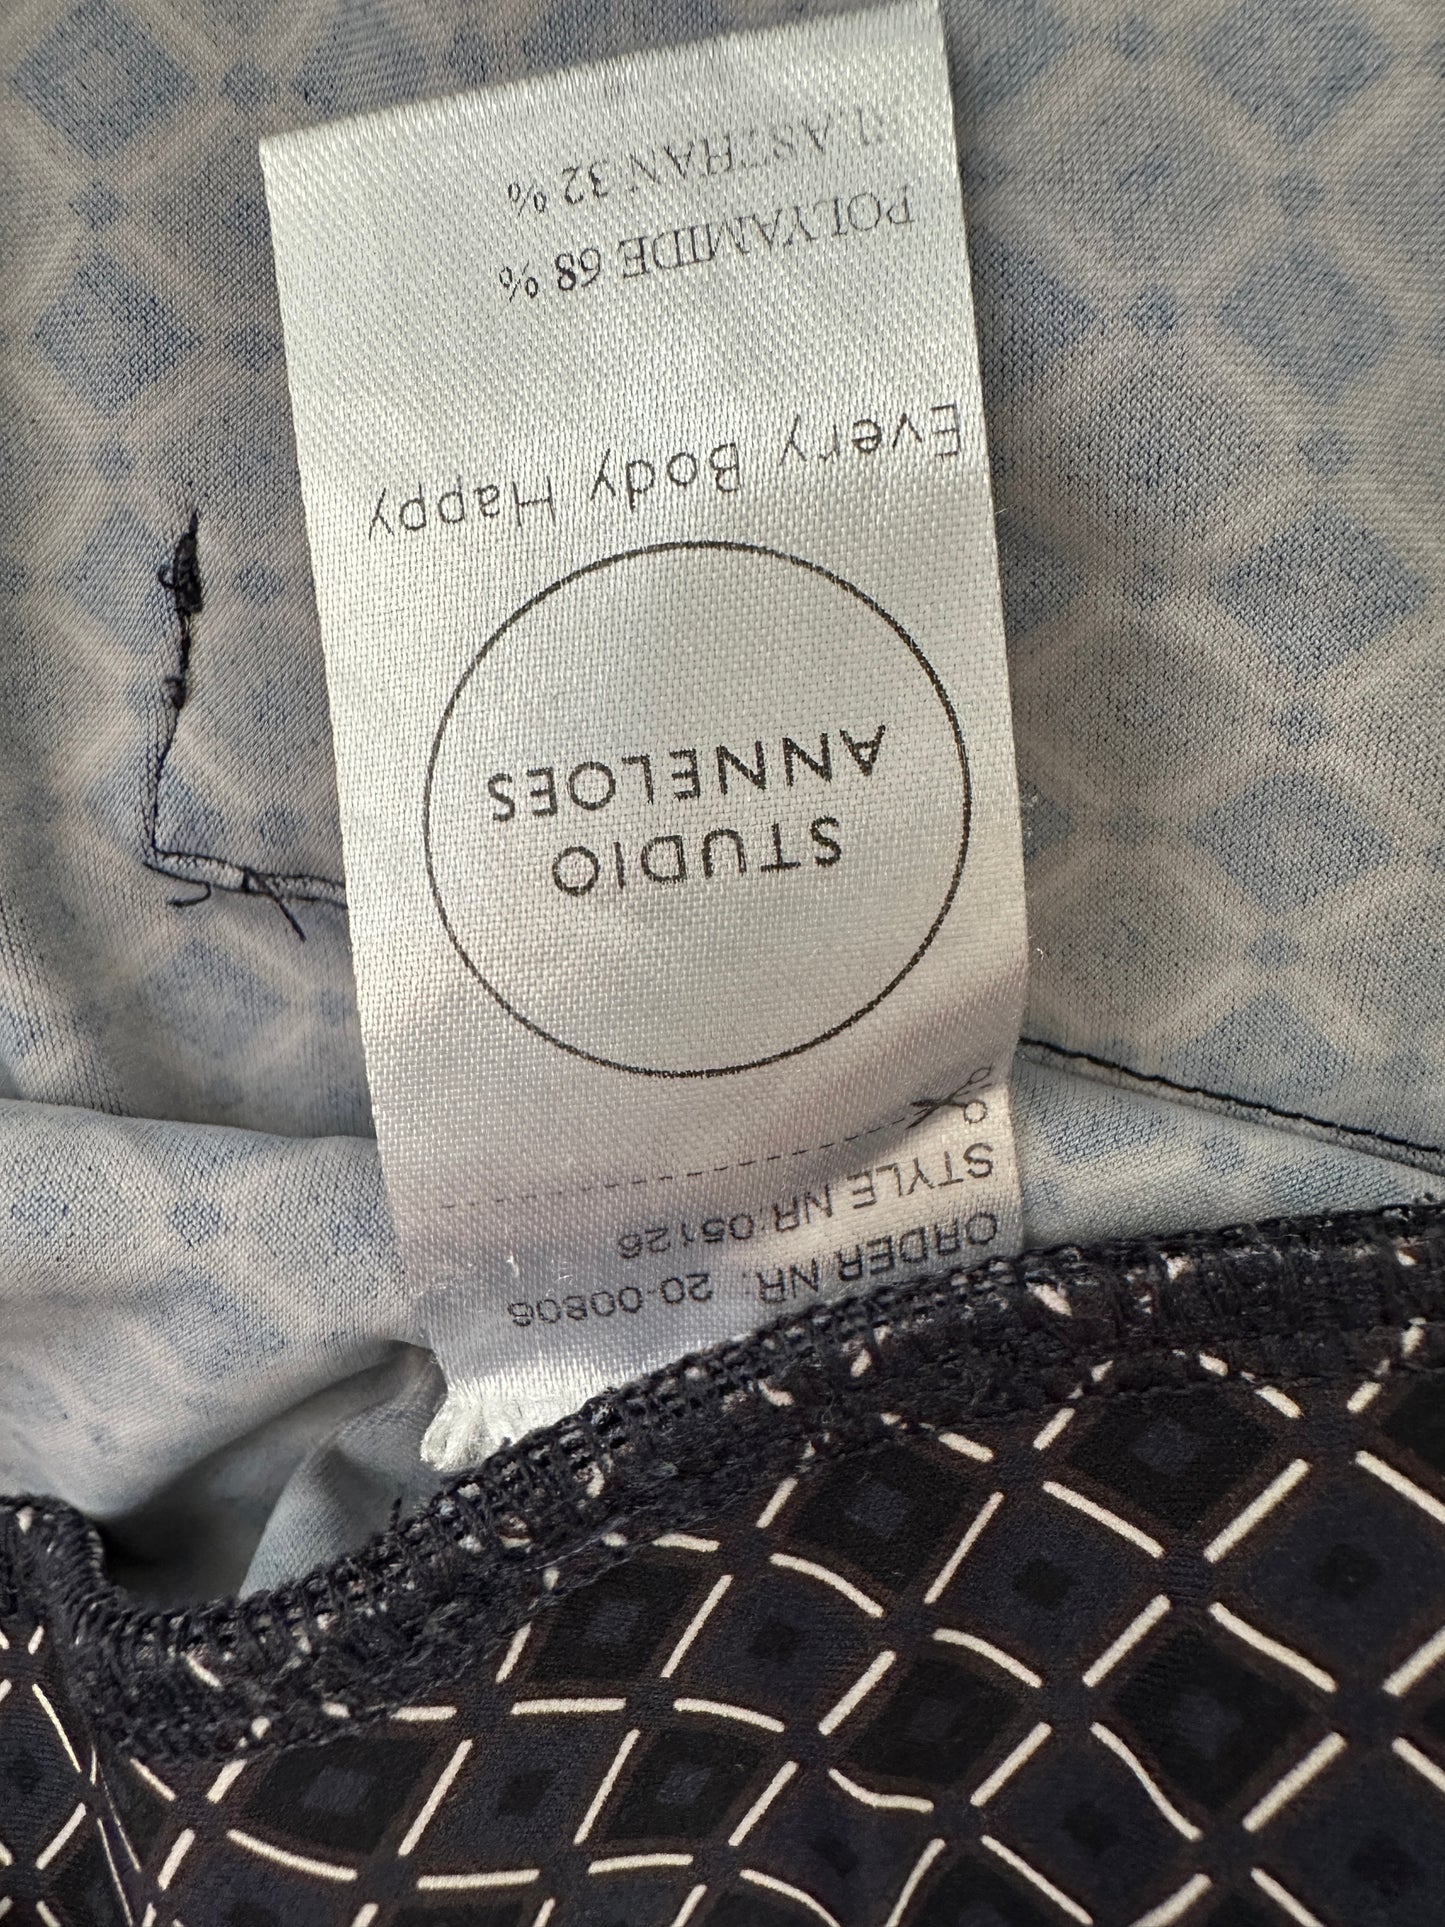 ORDER NR: 20-00806
STYLE NR: 05126
STUDIO
ANNELOES
Every Body Happy
POLYAMIDE 68 %
ELASTHAN 32 %